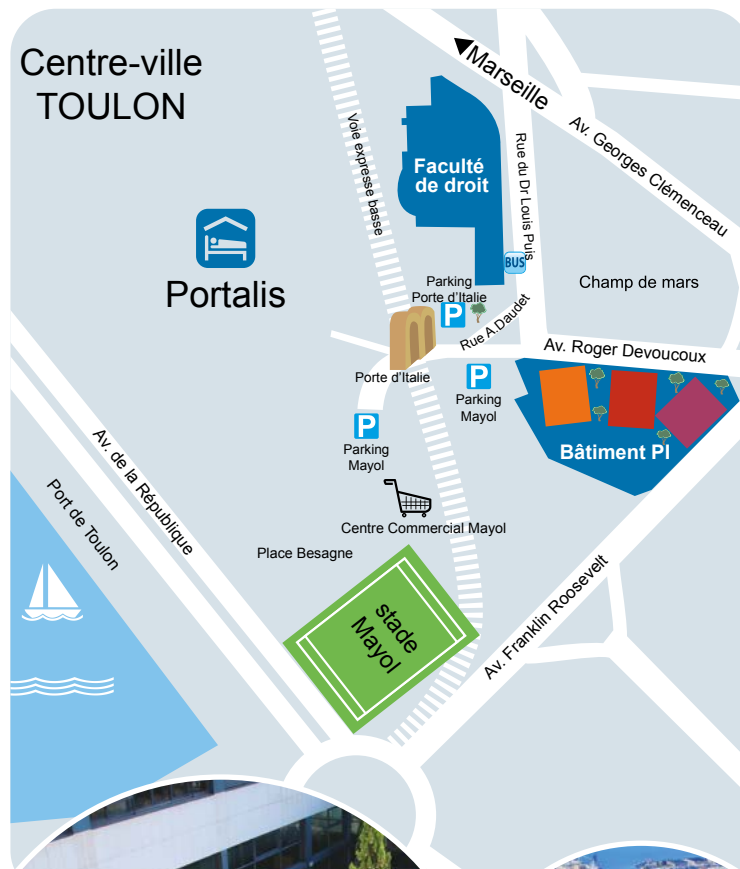 Centre-ville
TOULON
Marseille
Av. Georges Clémenceau
Voie expresse basse
Faculté
de droit
Rue du Dr Louis Puis
BUS
Portalis
Parking
Porte d'Italie
P
Champ de mars
Rue A.Daudet
Av. Roger Devoucoux
Porte d'Italie
P
Parking
Mayol
P
Parking
Mayol
Bâtiment PI
Av. de la République
Port de Toulon
Centre Commercial Mayol
Place Besagne
stade
Mayol
Av. Franklin Roosevelt